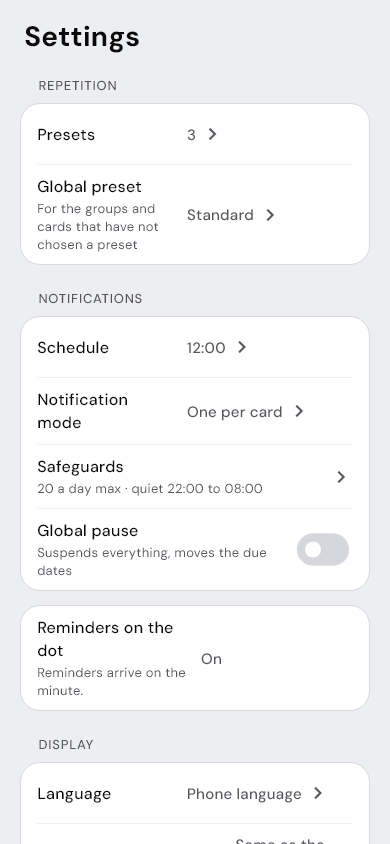 Settings
REPETITION
Presets
3
Global preset
For the groups and
cards that have not
chosen a preset
Standard
NOTIFICATIONS
Schedule
12:00
Notification
mode
One per card
Safeguards
20 a day max · quiet 22:00 to 08:00
Global pause
Suspends everything, moves the due
dates
Reminders on the
dot
Reminders arrive on the
minute.
On
DISPLAY
Language
Phone language
Same as the